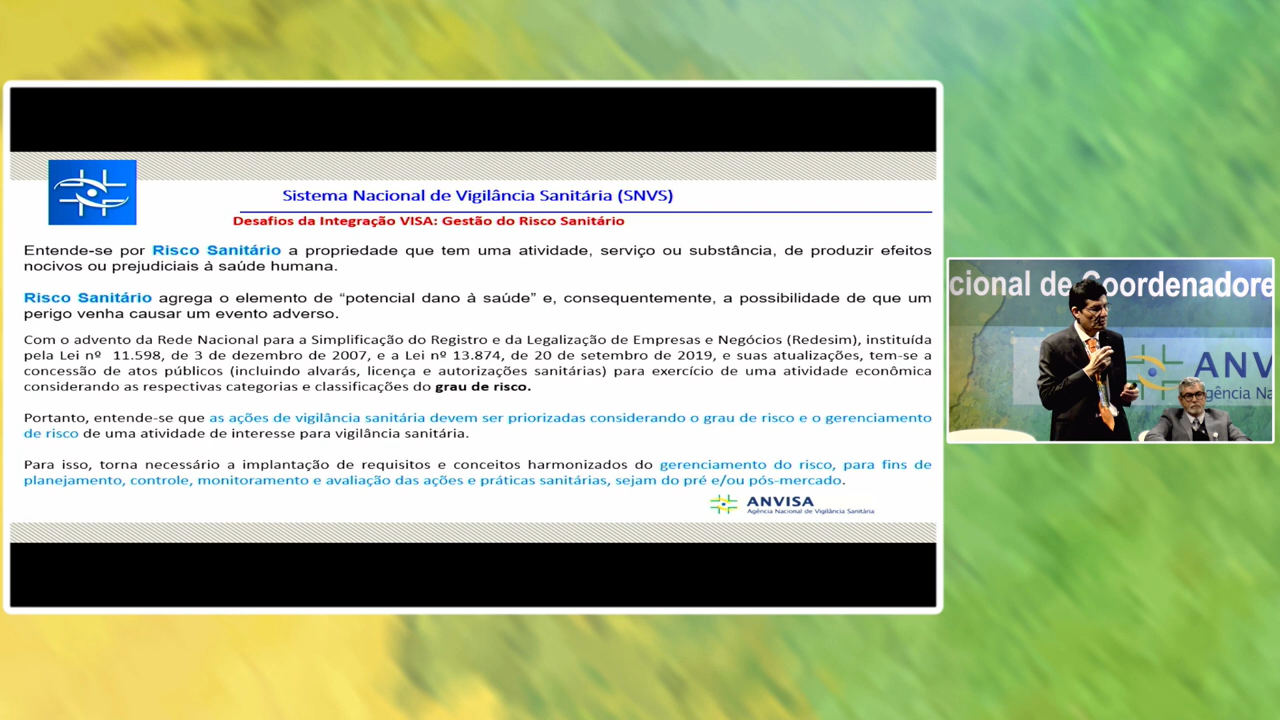 Sistema Nacional de Vigilância Sanitária (SNVS)
Desafios da Integração VISA: Gestão do Risco Sanitário
Entende-se por Risco Sanitário a propriedade que tem uma atividade, serviço ou substância, de produzir efeitos
nocivos ou prejudiciais à saúde humana.
Risco Sanitário agrega o elemento de “potencial dano à saúde” e, consequentemente, a possibilidade de que um
perigo venha causar um evento adverso.
Com o advento da Rede Nacional para a Simplificação do Registro e da Legalização de Empresas e Negócios (Redesim), instituída
pela Lei nº 11.598, de 3 de dezembro de 2007, e a Lei nº 13.874, de 20 de setembro de 2019, e suas atualizações, tem-se a
concessão de atos públicos (incluindo alvarás, licença e autorizações sanitárias) para exercício de uma atividade econômica
considerando as respectivas categorias e classificações do grau de risco.
Portanto, entende-se que as ações de vigilância sanitária devem ser priorizadas considerando o grau de risco e o gerenciamento
de risco de uma atividade de interesse para vigilância sanitária.
Para isso, torna necessário a implantação de requisitos e conceitos harmonizados do gerenciamento do risco, para fins de
planejamento, controle, monitoramento e avaliação das ações e práticas sanitárias, sejam do pré e/ou pós-mercado.
ANVISA
Agência Nacional de Vigilância Sanitária
cional de Coordenadore
ANV
gência Na